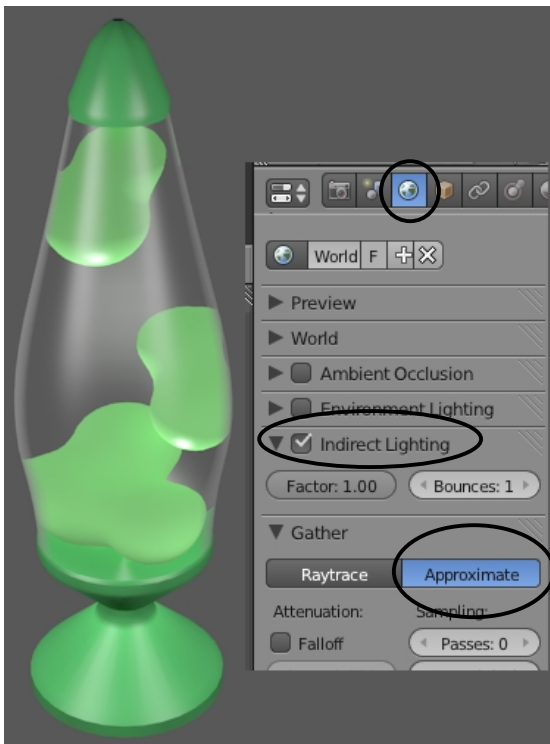 World F
Preview
World
Ambient Occlusion
Environment Lighting
Indirect Lighting
Factor: 1.00 Bounces: 1
Gather
Raytrace Approximate
Attenuation: Sampling:
Falloff Passes: 0